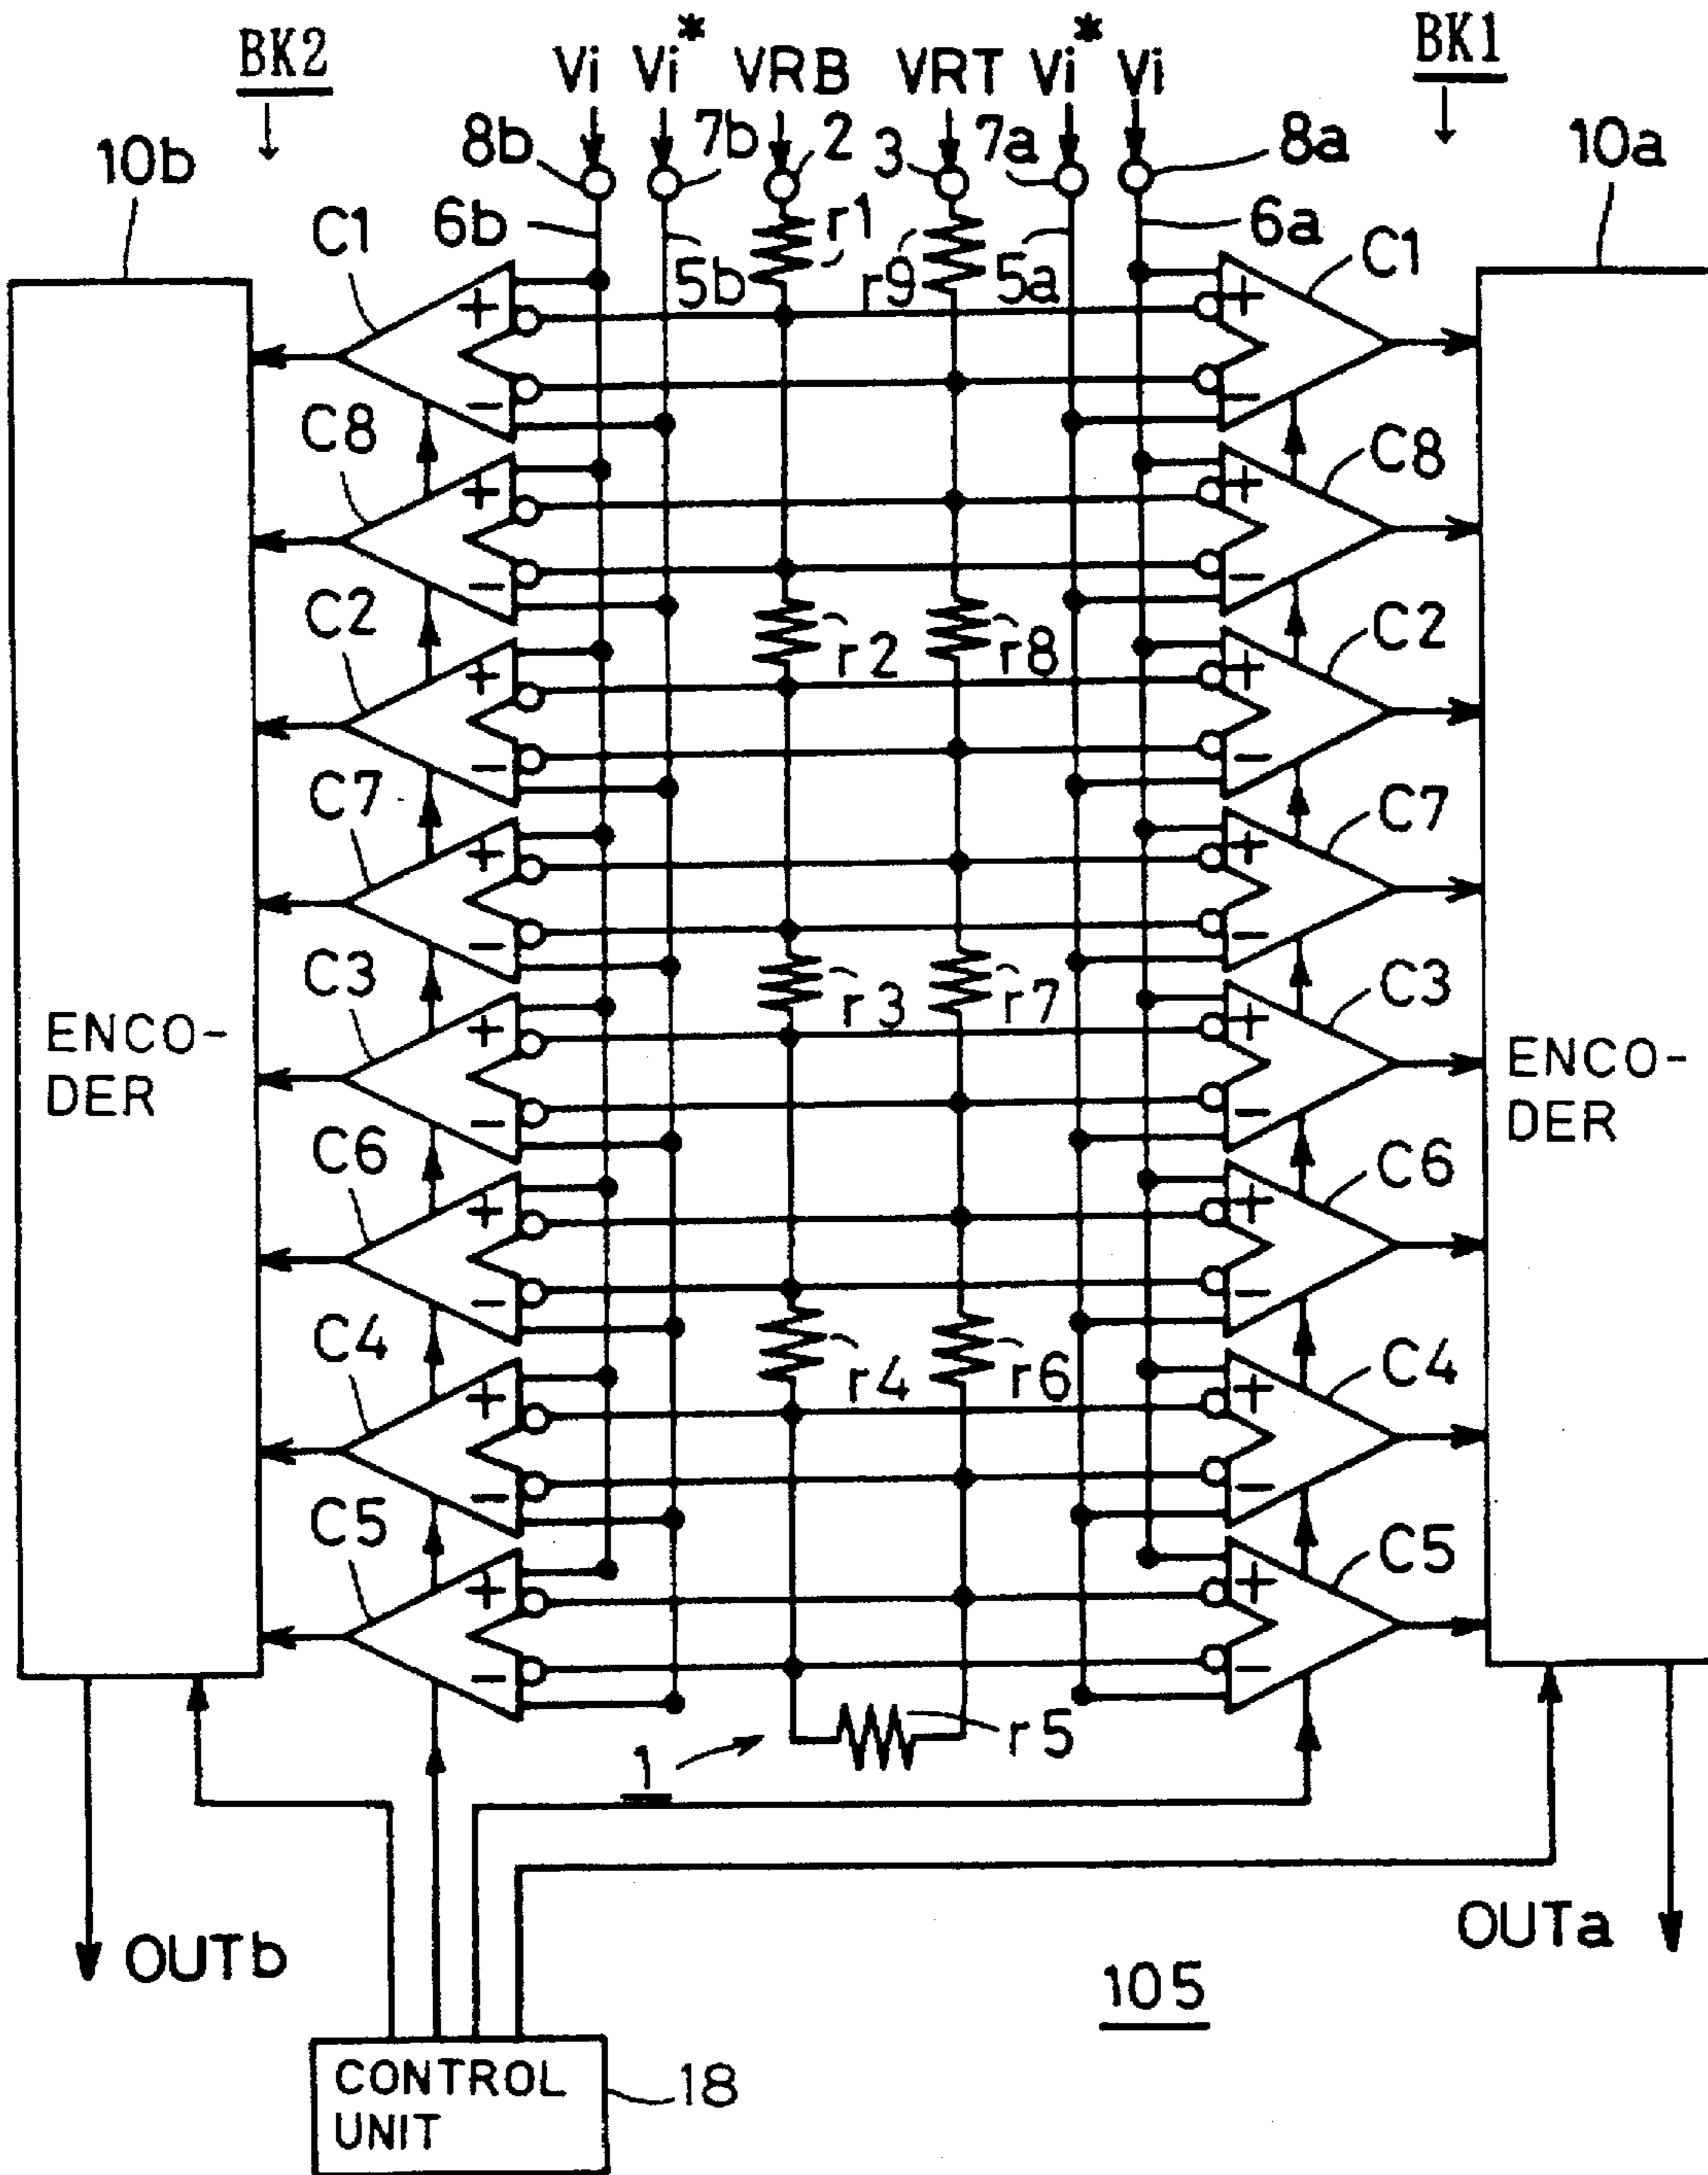 BK2 Vi Vi* VRB VRT Vi* Vi BK1
10b 8b 7b 2 3 7a 8a 10a
C1 6b 5b r1 r9 5a 6a C1
+ +
- -
C8 C8
+ +
- -
C2 r2 r8 C2
+ +
- -
C7 C7
+ +
- -
C3 r3 r7 C3
ENCO- + + ENCO-
DER - - DER
C6 C6
+ +
- -
C4 r4 r6 C4
+ +
- -
C5 C5
+ +
- -
1 r5
OUTb OUTa
105
CONTROL
UNIT
18